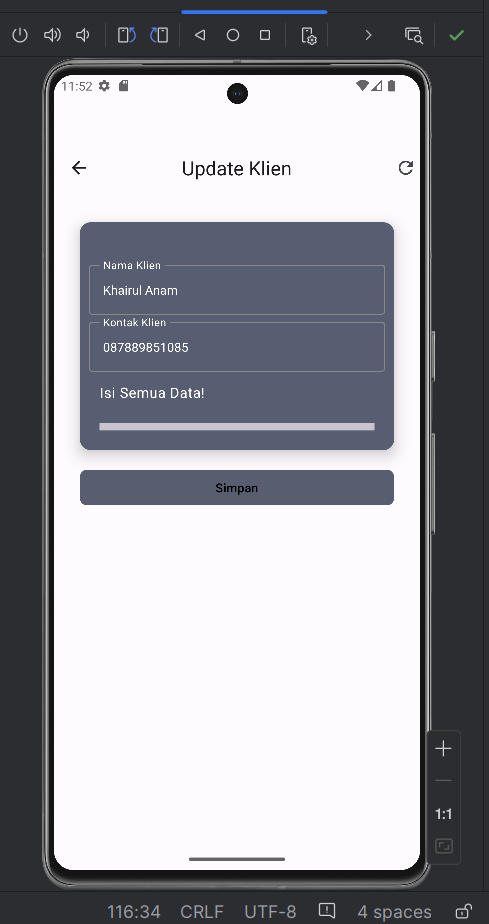 11:52
Update Klien
Nama Klien
Khairul Anam
Kontak Klien
087889851085
Isi Semua Data!
Simpan
1:1
116:34 CRLF UTF-8 4 spaces